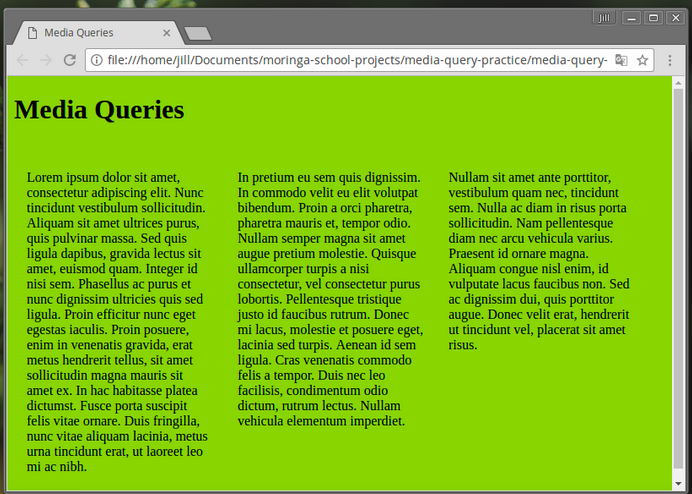 Jill
Media Queries
file:///home/jill/Documents/moringa-school-projects/media-query-practice/media-query-
Media Queries
Lorem ipsum dolor sit amet,
consectetur adipiscing elit. Nunc
tincidunt vestibulum sollicitudin.
Aliquam sit amet ultrices purus,
quis pulvinar massa. Sed quis
ligula dapibus, gravida lectus sit
amet, euismod quam. Integer id
nisi sem. Phasellus ac purus et
nunc dignissim ultricies quis sed
ligula. Proin efficitur nunc eget
egestas iaculis. Proin posuere,
enim in venenatis gravida, erat
metus hendrerit tellus, sit amet
sollicitudin magna mauris sit
amet ex. In hac habitasse platea
dictumst. Fusce porta suscipit
felis vitae ornare. Duis fringilla,
nunc vitae aliquam lacinia, metus
urna tincidunt erat, ut laoreet leo
mi ac nibh.
In pretium eu sem quis dignissim.
In commodo velit eu elit volutpat
bibendum. Proin a orci pharetra,
pharetra mauris et, tempor odio.
Nullam semper magna sit amet
augue pretium molestie. Quisque
ullamcorper turpis a nisi
consectetur, vel consectetur purus
lobortis. Pellentesque tristique
justo id faucibus rutrum. Donec
mi lacus, molestie et posuere eget,
lacinia sed turpis. Aenean id sem
ligula. Cras venenatis commodo
felis a tempor. Duis nec leo
facilisis, condimentum odio
dictum, rutrum lectus. Nullam
vehicula elementum imperdiet.
Nullam sit amet ante porttitor,
vestibulum quam nec, tincidunt
sem. Nulla ac diam in risus porta
sollicitudin. Nam pellentesque
diam nec arcu vehicula varius.
Praesent id ornare magna.
Aliquam congue nisl enim, id
vulputate lacus faucibus non. Sed
ac dignissim dui, quis porttitor
augue. Donec velit erat, hendrerit
ut tincidunt vel, placerat sit amet
risus.